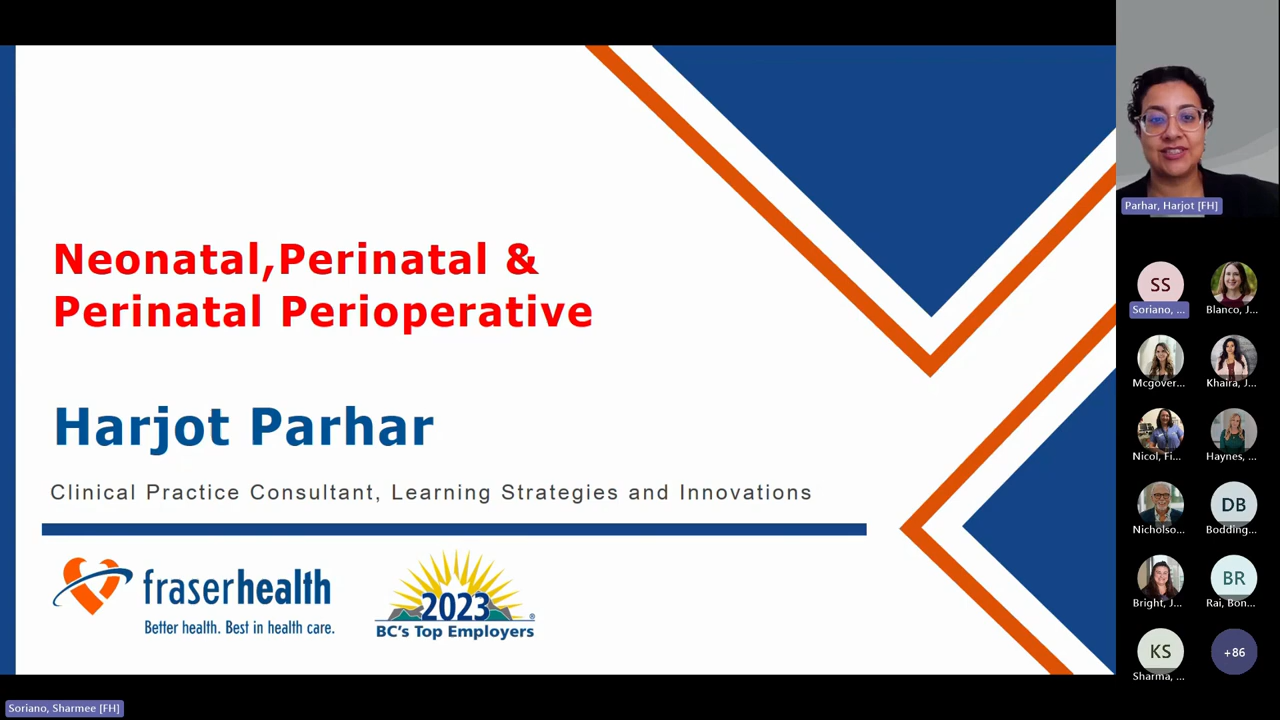 Neonatal,Perinatal &
Perinatal Perioperative
Harjot Parhar
Clinical Practice Consultant, Learning Strategies and Innovations
fraserhealth
Better health. Best in health care.
2023
®
BC's Top Employers
Parhar, Harjot [FH]
SS
Soriano, ...
Blanco, J...
Mcgover...
Khaira, J...
Nicol, Fi...
Haynes, ...
Nicholso...
DB
Bodding...
Bright, J...
BR
Rai, Bon...
KS
Sharma, ...
+86
Soriano, Sharmee [FH]